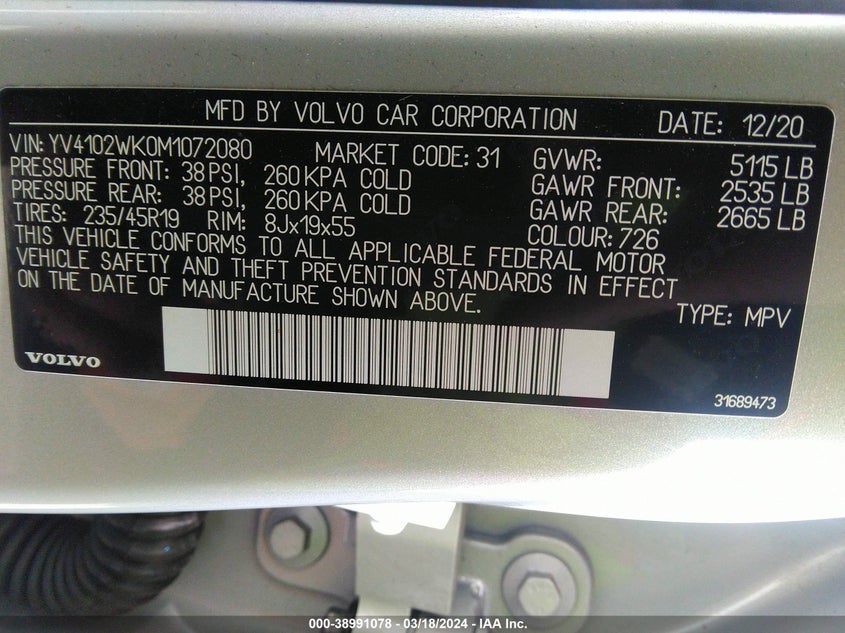 MFD BY VOLVO CAR CORPORATION DATE: 12/20
VIN: YV4102WK0M1072080 MARKET CODE: 31 GVWR: 5115 LB
PRESSURE FRONT: 38 PSI, 260 KPA COLD GAWR FRONT: 2535 LB
PRESSURE REAR: 38 PSI, 260 KPA COLD GAWR REAR: 2665 LB
TIRES: 235/45R19 RIM: 8Jx19x55 COLOUR: 726
THIS VEHICLE CONFORMS TO ALL APPLICABLE FEDERAL MOTOR
VEHICLE SAFETY AND THEFT PREVENTION STANDARDS IN EFFECT
ON THE DATE OF MANUFACTURE SHOWN ABOVE.
TYPE: MPV
VOLVO
31689473
000-38991078 - 03/18/2024 - IAA Inc.